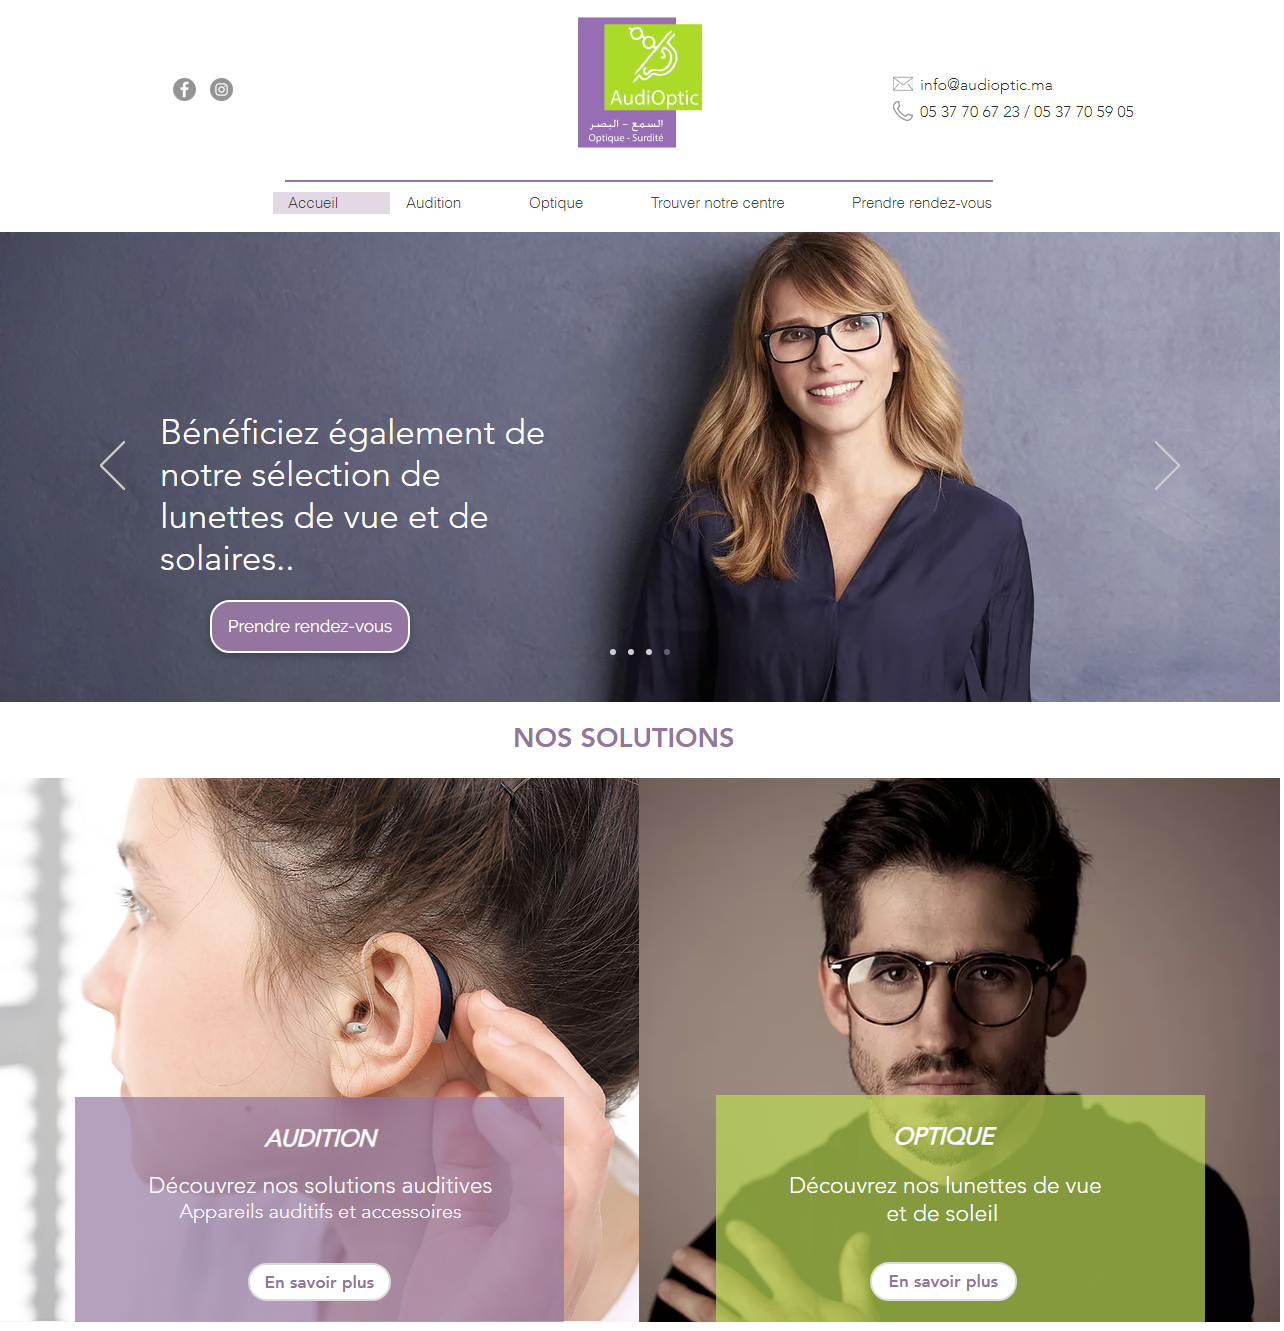 AudiOptic
السمع - البصر
Optique - Surdité
info@audioptic.ma
05 37 70 67 23 / 05 37 70 59 05
Accueil
Audition
Optique
Trouver notre centre
Prendre rendez-vous
Bénéficiez également de
notre sélection de
lunettes de vue et de
solaires..
Prendre rendez-vous
NOS SOLUTIONS
AUDITION
Découvrez nos solutions auditives
Appareils auditifs et accessoires
En savoir plus
OPTIQUE
Découvrez nos lunettes de vue
et de soleil
En savoir plus